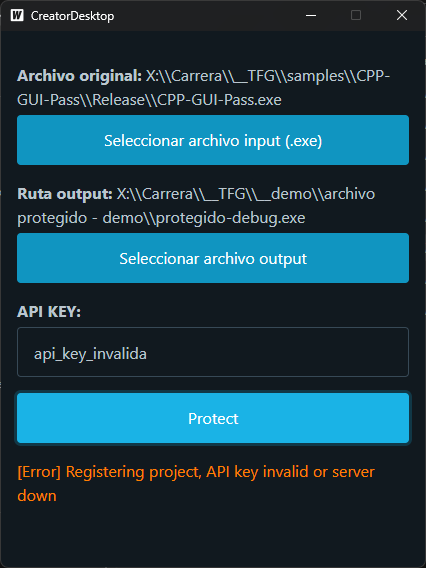 W CreatorDesktop
Archivo original: X:\\Carrera\\__TFG\\samples\\CPP-
GUI-Pass\\Release\\CPP-GUI-Pass.exe
Seleccionar archivo input (.exe)
Ruta output: X:\\Carrera\\__TFG\\__demo\\archivo
protegido - demo\\protegido-debug.exe
Seleccionar archivo output
API KEY:
api_key_invalida
Protect
[Error] Registering project, API key invalid or server
down